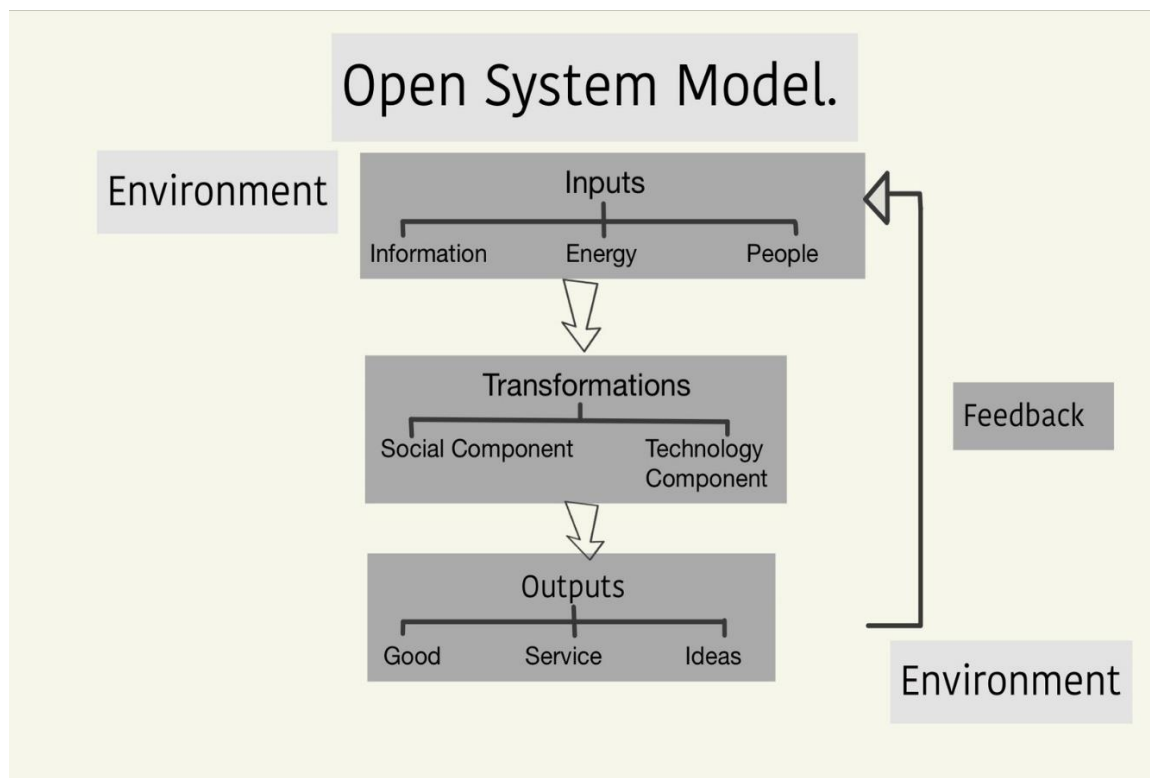 Open System Model.
Environment
Inputs
Information Energy People
Transformations
Social Component Technology
Component
Feedback
Outputs
Good Service Ideas
Environment